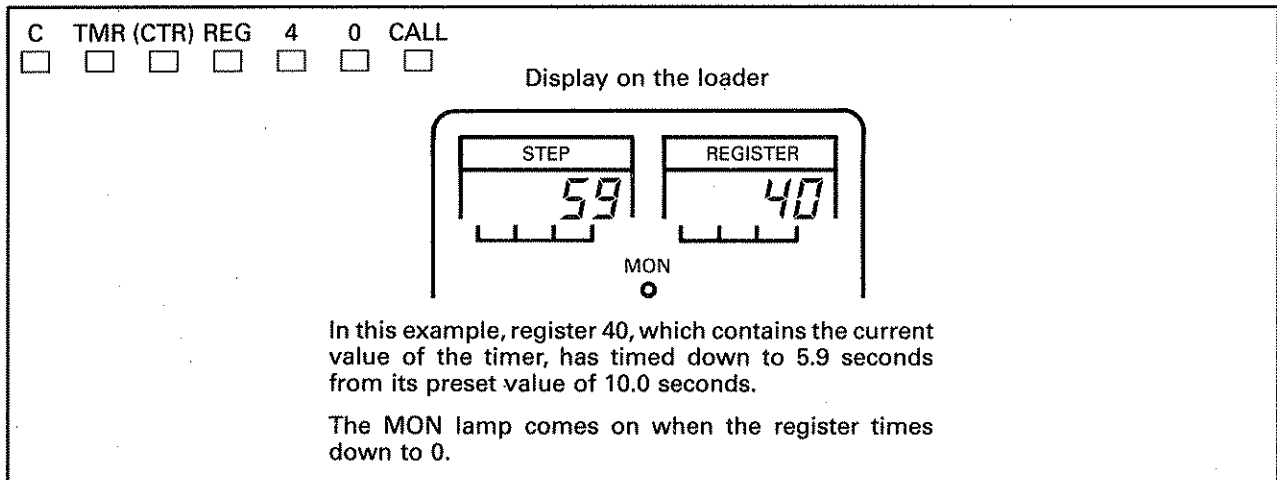 C TMR (CTR) REG 4 0 CALL
Display on the loader
STEP REGISTER
59 40
MON
In this example, register 40, which contains the current
value of the timer, has timed down to 5.9 seconds
from its preset value of 10.0 seconds.
The MON lamp comes on when the register times
down to 0.